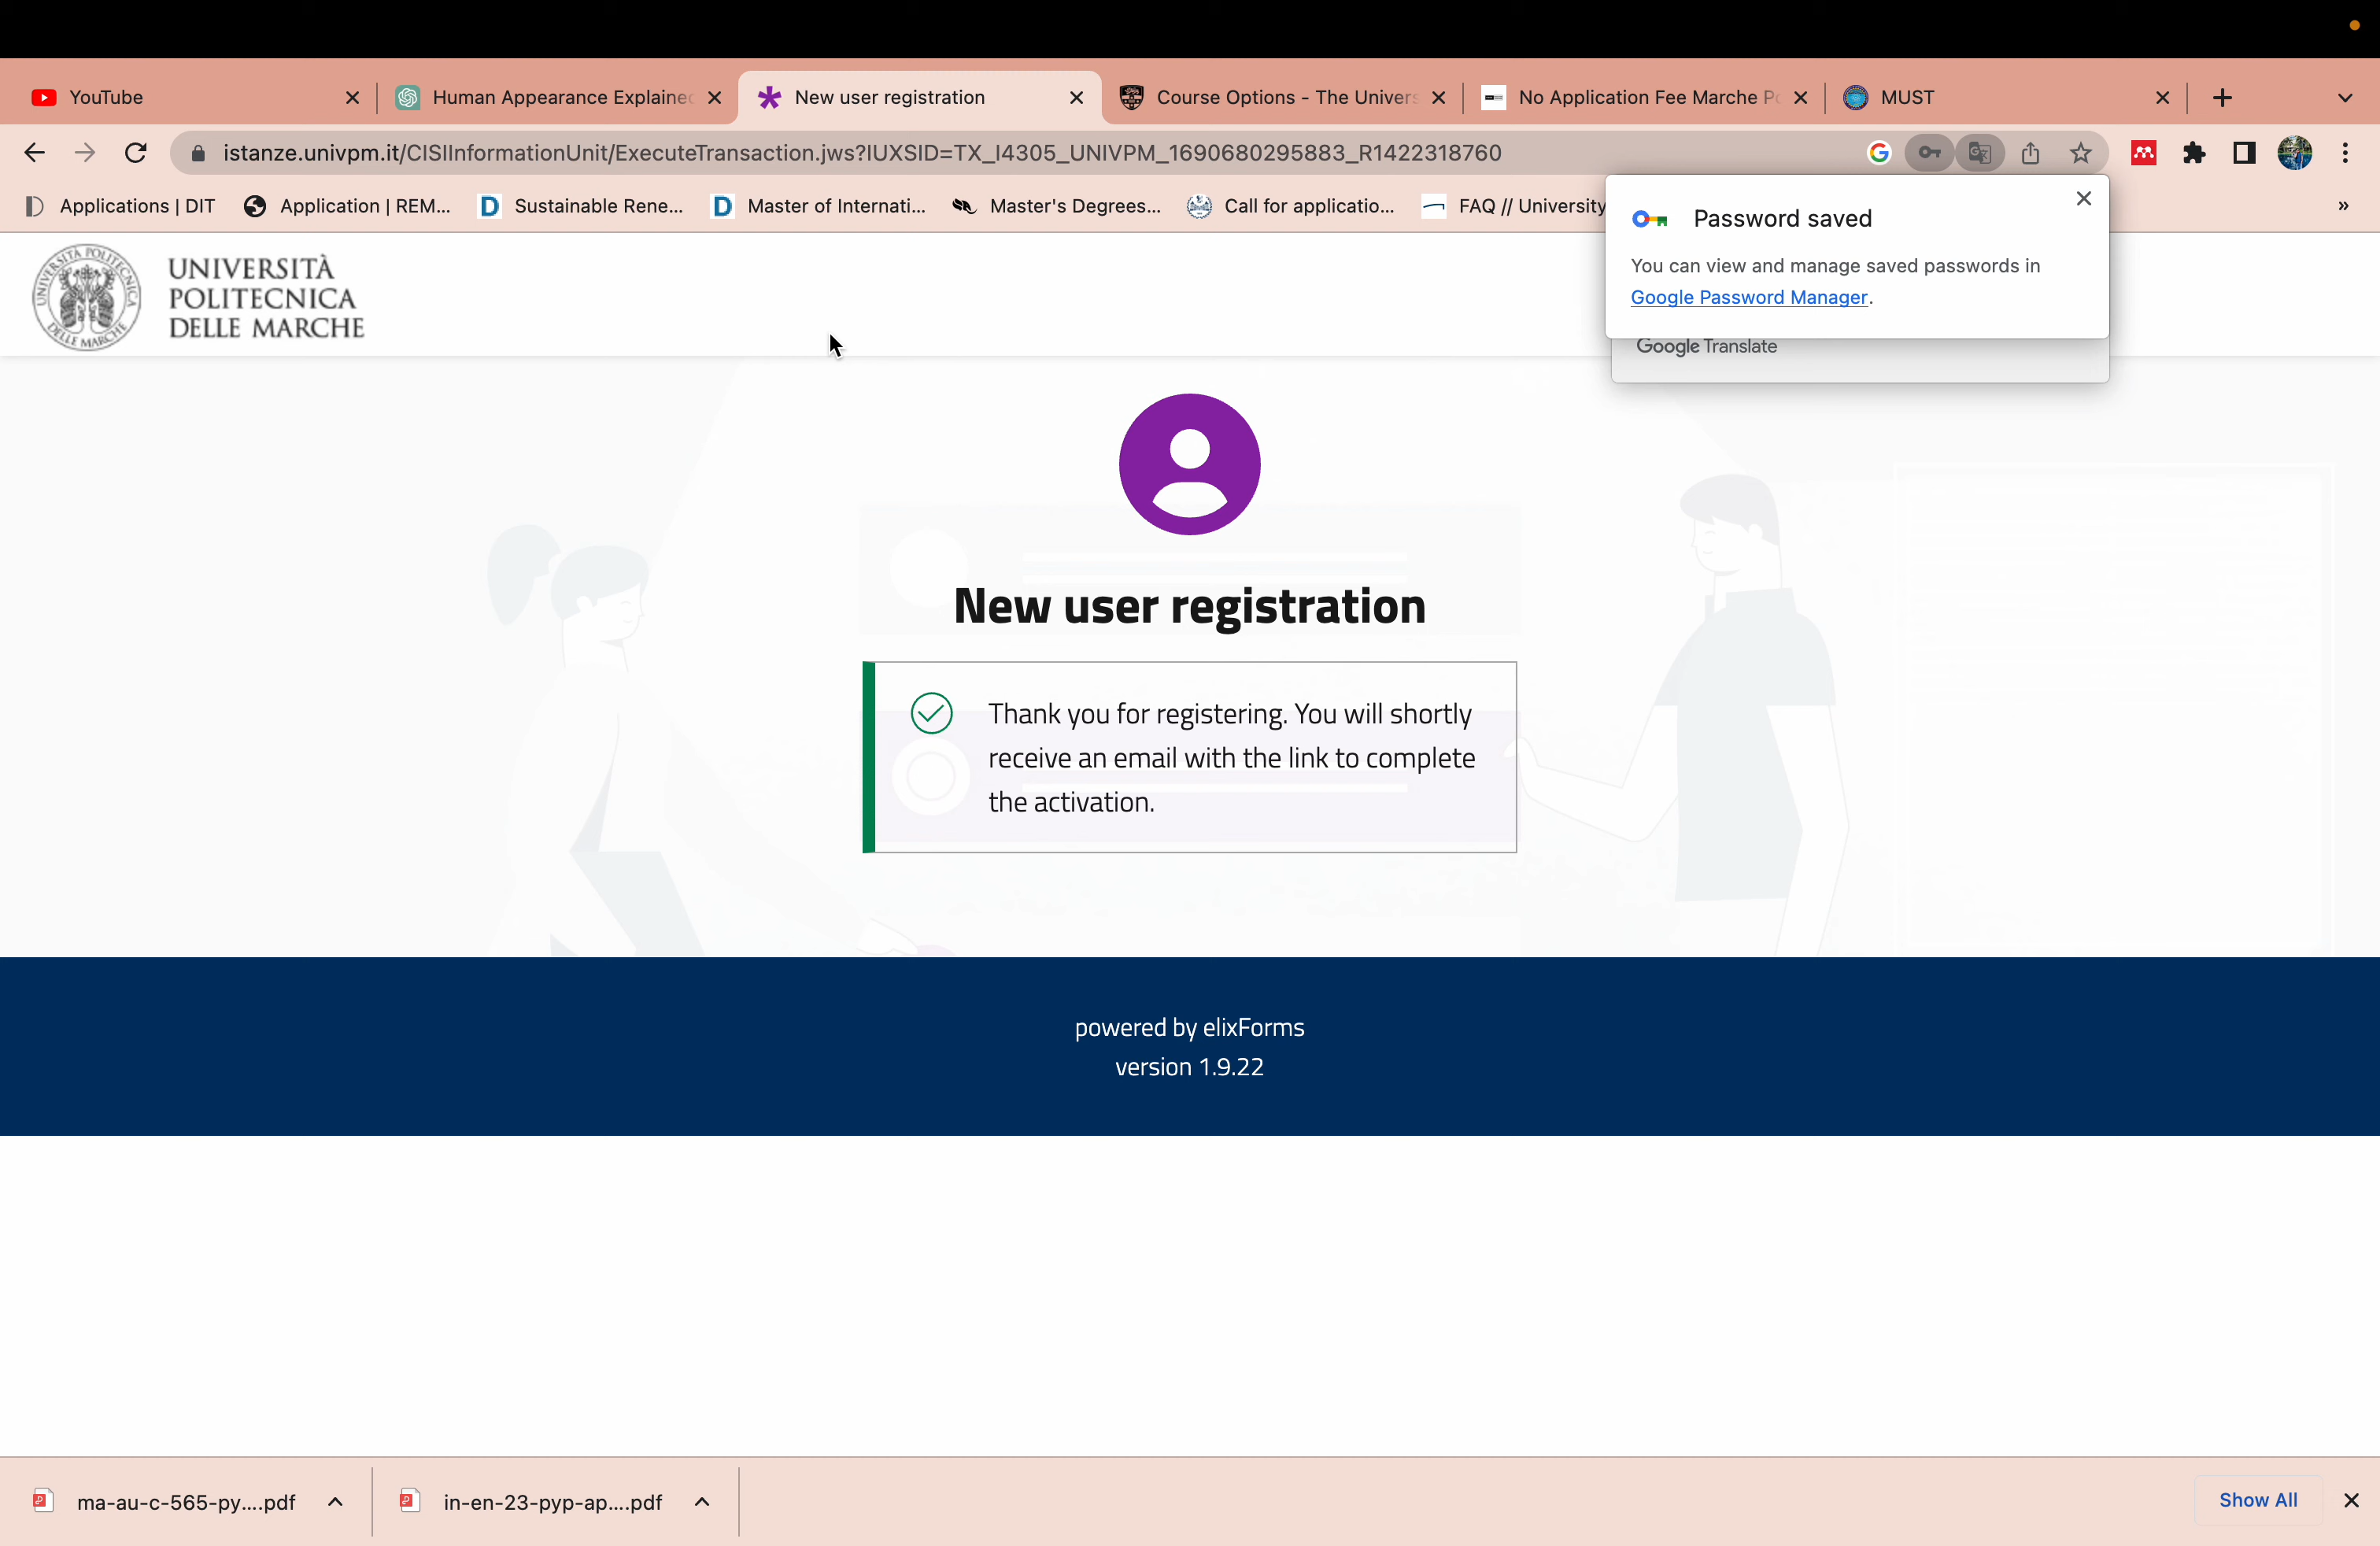 YouTube
Human Appearance Explained
New user registration
Course Options - The Univers
No Application Fee Marche Po
MUST
istanze.univpm.it/CISIInformationUnit/ExecuteTransaction.jws?IUXSID=TX_I4305_UNIVPM_1690680295883_R1422318760
Applications | DIT
Application | REM...
Sustainable Rene...
Master of Internati...
Master's Degrees...
Call for applicatio...
FAQ // University
»
Password saved
You can view and manage saved passwords in
Google Password Manager.
Google Translate
UNIVERSITÀ
POLITECNICA
DELLE MARCHE
New user registration
Thank you for registering. You will shortly
receive an email with the link to complete
the activation.
powered by elixForms
version 1.9.22
ma-au-c-565-py....pdf
in-en-23-pyp-ap....pdf
Show All